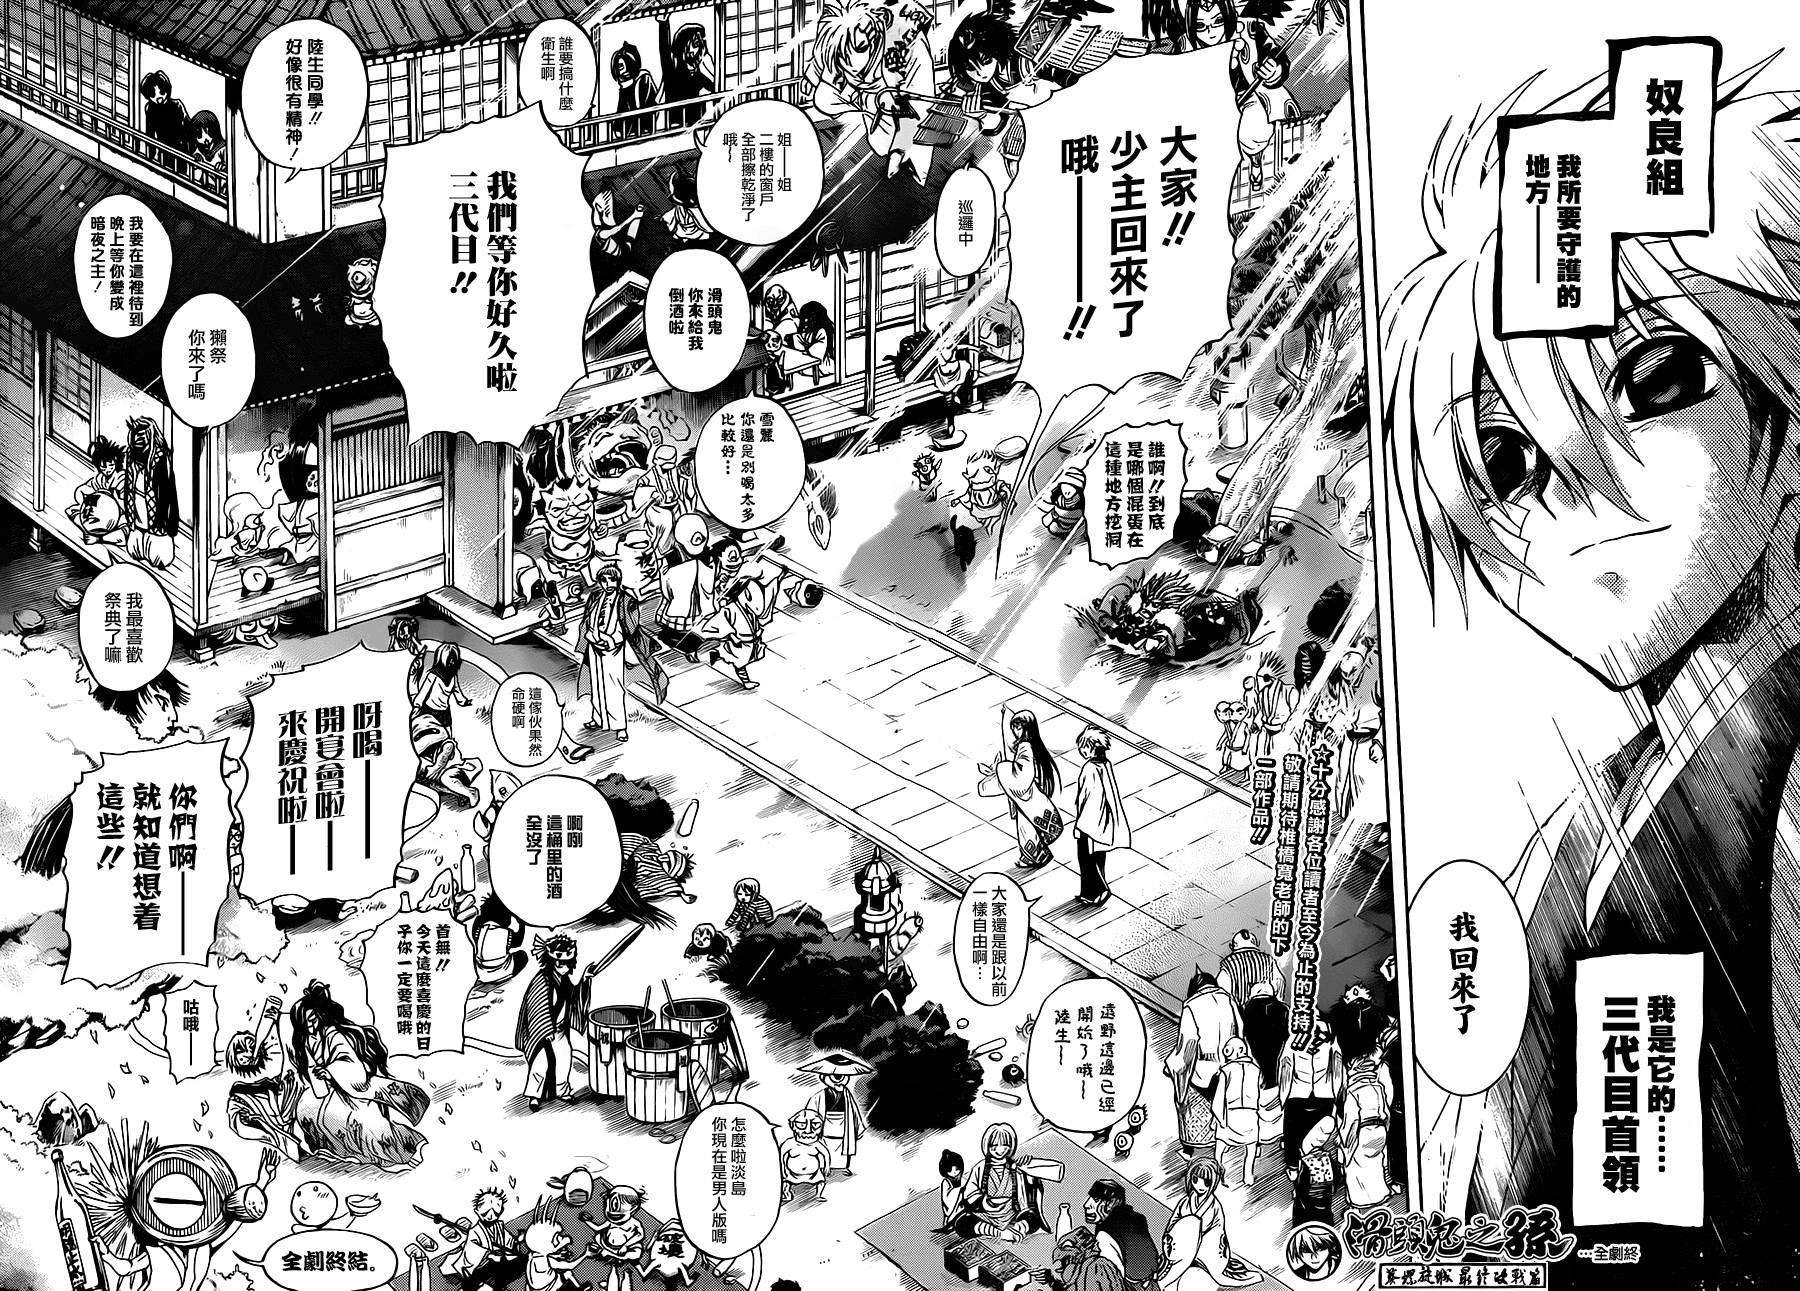 奴良組
我所要守護的
地方——
我回來了
我是它的……
三代目首領
滑頭鬼之孫
…全劇終
最終決戰篇
大家!!
少主回來了
哦——!!
巡邏中
誰啊!!到底
是哪個混蛋在
這種地方挖洞
☆十分感謝各位讀者至今為止的支持!!
敬請期待椎橋寬老師的下
一部作品!!
姐——姐
二樓的窗戶
全部擦乾淨了
哦～
誰要搞什麼
衛生啊
陸生同學!!
好像很有精神!
我們等你好久啦
三代目!!
滑頭鬼
你來給我
倒酒啦
雪麗
你還是別喝太多
比較好…
我要在這裡待到
晚上等你變成
暗夜之主!
獺祭
你來了嗎
我最喜歡
祭典了嘛
這傢伙果然
命硬啊
呀喝——
開宴會啦——
來慶祝啦——
你們啊——
就知道想着
這些!!
啊咧
這桶里的酒
全沒了
大家還是跟以前
一樣自由啊…
首無!!
今天這麼喜慶的日
子你一定要喝哦
咕哦——
遠野這邊已經
開始了哦～
陸生～
怎麼啦淡島
你現在是男人版嗎
全劇終結。